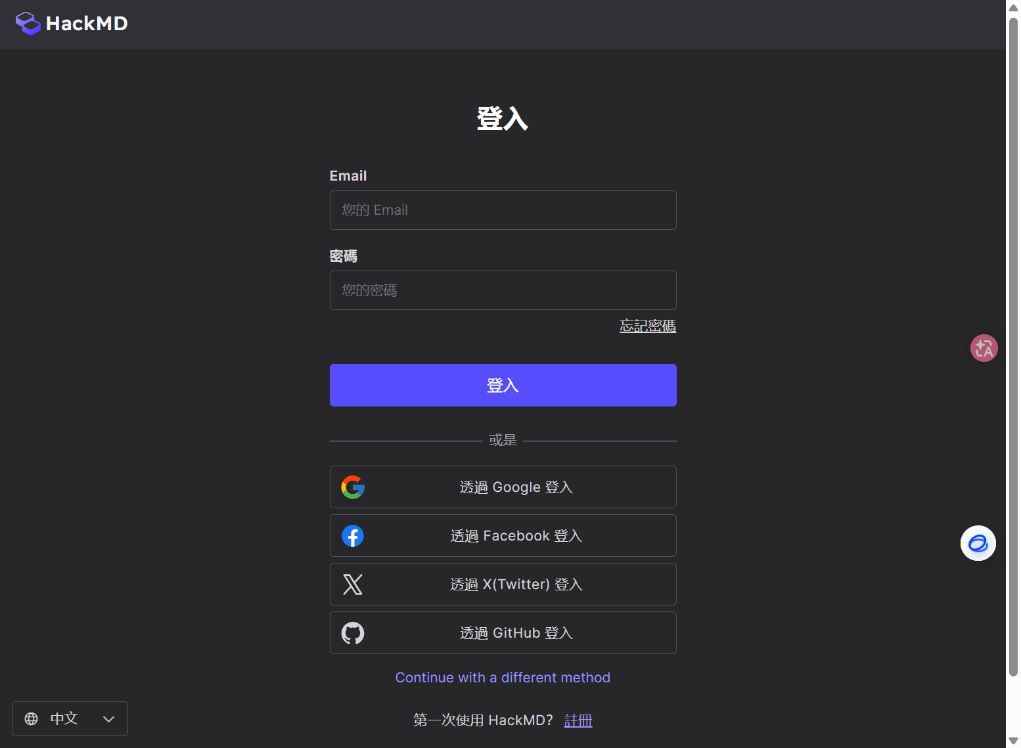 HackMD
登入
Email
您的 Email
密碼
您的密碼
忘記密碼
登入
或是
透過 Google 登入
透過 Facebook 登入
透過 X(Twitter) 登入
透過 GitHub 登入
Continue with a different method
第一次使用 HackMD? 註冊
中文